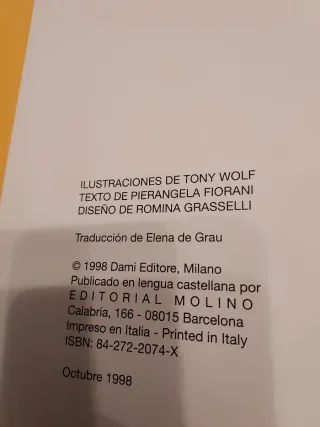 ILUSTRACIONES DE TONY WOLF
TEXTO DE PIERANGELA FIORANI
DISEÑO DE ROMINA GRASSELLI
Traducción de Elena de Grau
© 1998 Dami Editore, Milano
Publicado en lengua castellana por
EDITORIAL MOLINO
Calabria, 166 - 08015 Barcelona
Impreso en Italia - Printed in Italy
ISBN: 84-272-2074-X
Octubre 1998